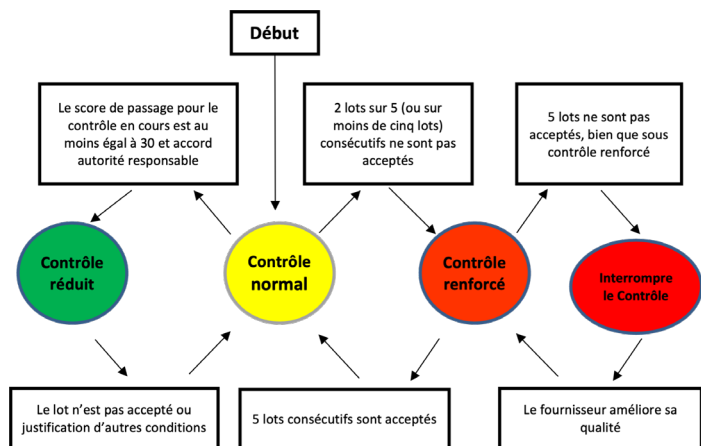 Début
Le score de passage pour le
contrôle en cours est au
moins égal à 30 et accord
autorité responsable
2 lots sur 5 (ou sur
moins de cinq lots)
consécutifs ne sont pas
acceptés
5 lots ne sont pas
acceptés, bien que sous
contrôle renforcé
Contrôle
réduit
Contrôle
normal
Contrôle
renforcé
Interrompre
le Contrôle
Le lot n’est pas accepté ou
justification d’autres conditions
5 lots consécutifs sont acceptés
Le fournisseur améliore sa
qualité